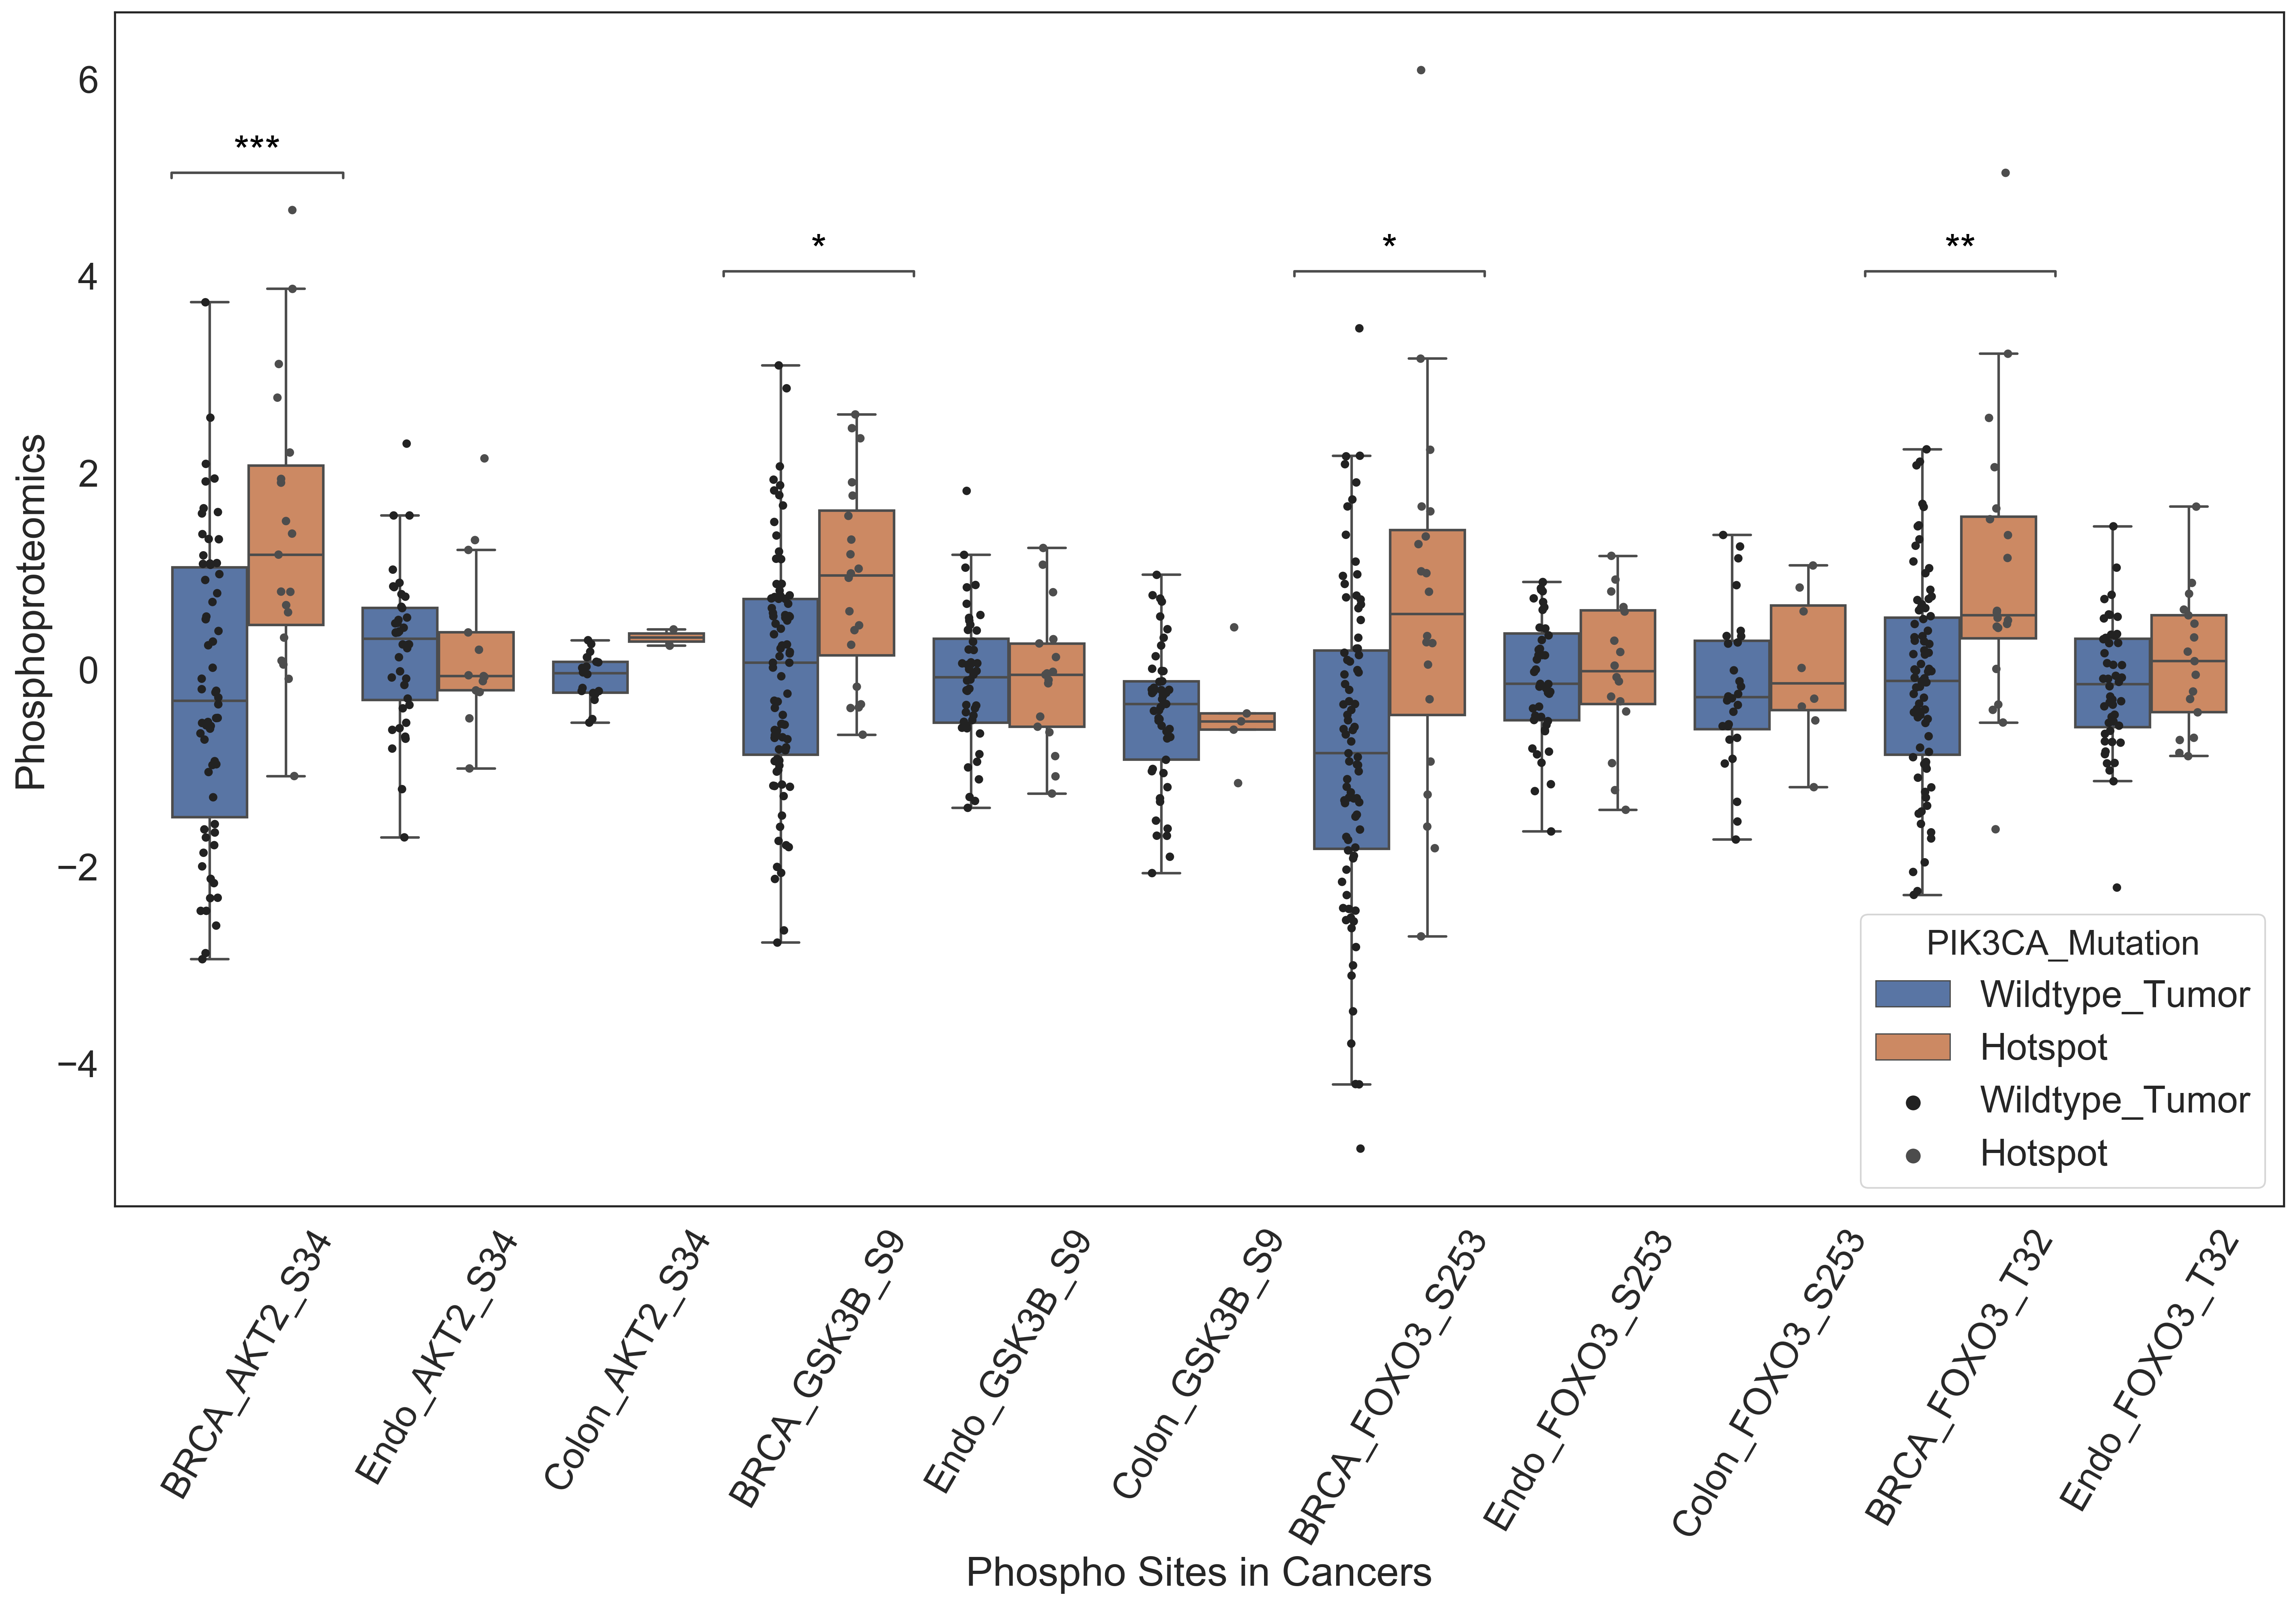 6
4
2
0
−2
−4
Phosphoproteomics
***
*
*
**
PIK3CA_Mutation
Wildtype_Tumor
Hotspot
Wildtype_Tumor
Hotspot
BRCA_AKT2_S34
Endo_AKT2_S34
Colon_AKT2_S34
BRCA_GSK3B_S9
Endo_GSK3B_S9
Colon_GSK3B_S9
BRCA_FOXO3_S253
Endo_FOXO3_S253
Colon_FOXO3_S253
BRCA_FOXO3_T32
Endo_FOXO3_T32
Phospho Sites in Cancers